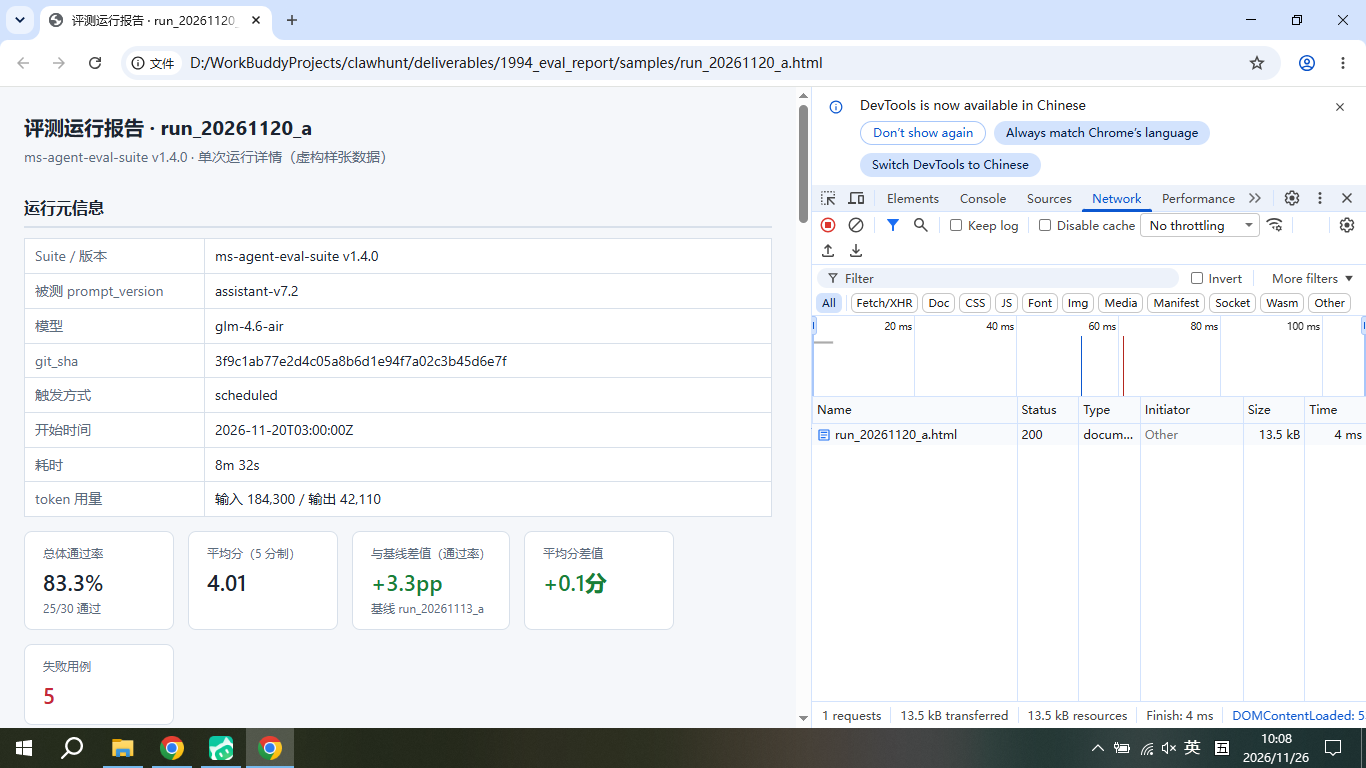 评测运行报告 · run_20261120_
D:/WorkBuddyProjects/clawhunt/deliverables/1994_eval_report/samples/run_20261120_a.html
文件
评测运行报告 · run_20261120_a
ms-agent-eval-suite v1.4.0 · 单次运行详情（虚构样张数据）
运行元信息
Suite / 版本 ms-agent-eval-suite v1.4.0
被测 prompt_version assistant-v7.2
模型 glm-4.6-air
git_sha 3f9c1ab77e2d4c05a8b6d1e94f7a02c3b45d6e7f
触发方式 scheduled
开始时间 2026-11-20T03:00:00Z
耗时 8m 32s
token 用量 输入 184,300 / 输出 42,110
总体通过率
83.3%
25/30 通过
平均分（5 分制）
4.01
与基线差值（通过率）
+3.3pp
基线 run_20261113_a
平均分差值
+0.1分
失败用例
5
DevTools is now available in Chinese
Don't show again Always match Chrome's language
Switch DevTools to Chinese
Elements Console Sources Network Performance
Keep log Disable cache No throttling
Filter Invert More filters
All Fetch/XHR Doc CSS JS Font Img Media Manifest Socket Wasm Other
20 ms 40 ms 60 ms 80 ms 100 ms
Name Status Type Initiator Size Time
run_20261120_a.html 200 docum... Other 13.5 kB 4 ms
1 requests 13.5 kB transferred 13.5 kB resources Finish: 4 ms DOMContentLoaded: 5
英 五 10:08
2026/11/26